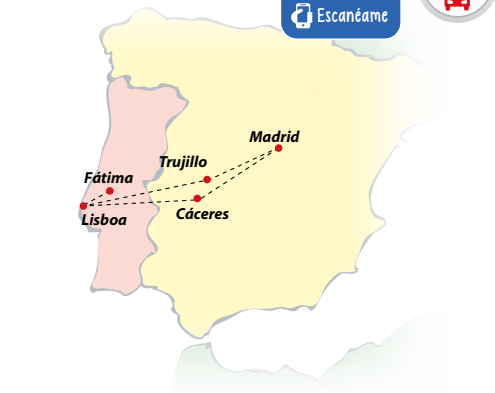 Escanéame
Madrid
Trujillo
Fátima
Cáceres
Lisboa